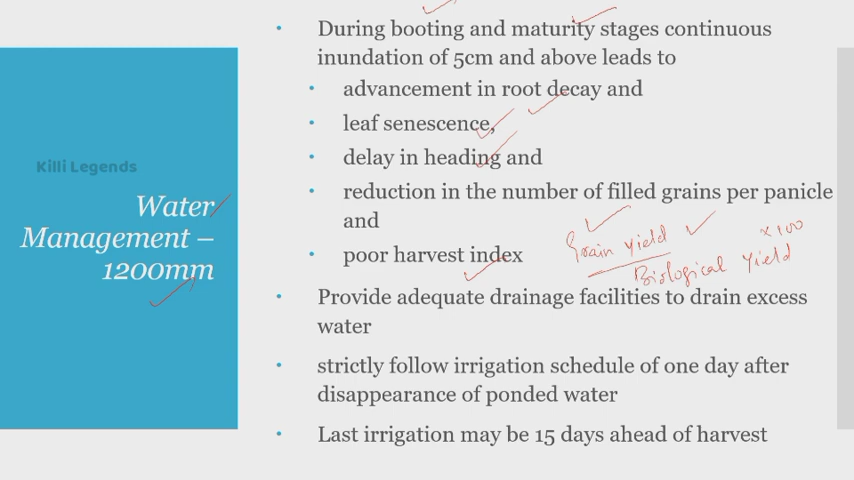 Killi Legends
Water
Management –
1200mm
During booting and maturity stages continuous
inundation of 5cm and above leads to
advancement in root decay and
leaf senescence,
delay in heading and
reduction in the number of filled grains per panicle
and
poor harvest index
Grain yield
Biological yield
×100
Provide adequate drainage facilities to drain excess
water
strictly follow irrigation schedule of one day after
disappearance of ponded water
Last irrigation may be 15 days ahead of harvest